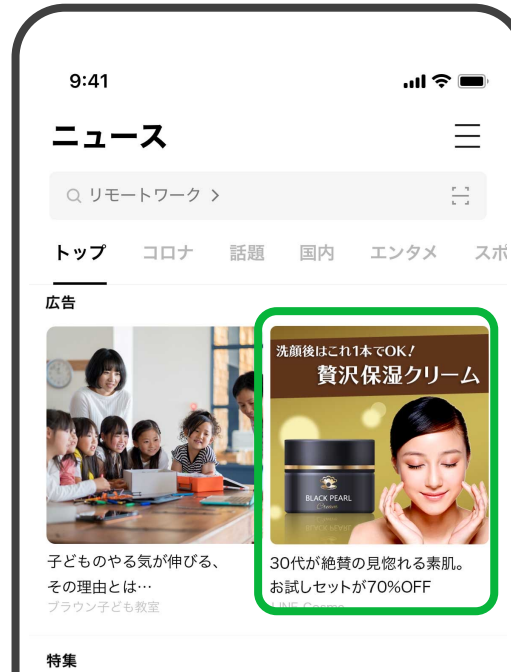 9:41
ニュース
リモートワーク >
トップ コロナ 話題 国内 エンタメ スポ
広告
洗顔後はこれ1本でOK!
贅沢保湿クリーム
BLACK PEARL
Cream
子どものやる気が伸びる、
その理由とは…
ブラウン子ども教室
30代が絶賛の見惚れる素肌。
お試しセットが70%OFF
LINE Cosme
特集